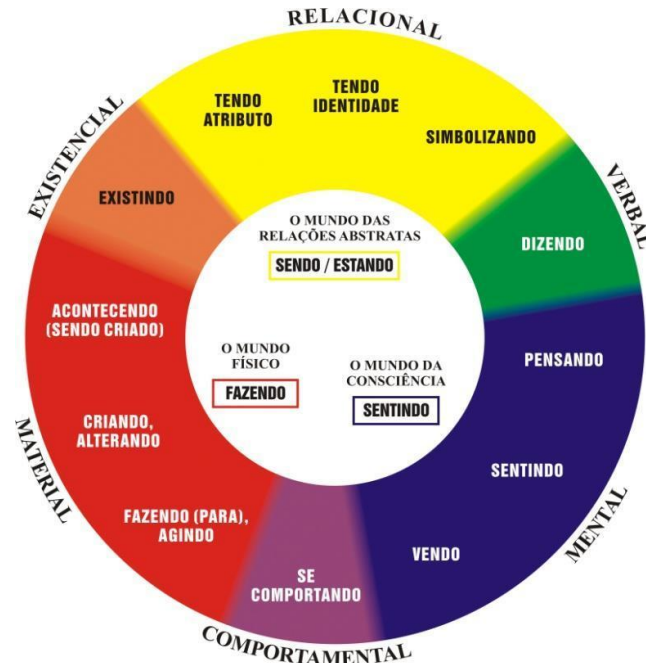 RELACIONAL
TENDO
ATRIBUTO
TENDO
IDENTIDADE
SIMBOLIZANDO
EXISTENCIAL
EXISTINDO
VERBAL
DIZENDO
O MUNDO DAS
RELAÇÕES ABSTRATAS
SENDO / ESTANDO
ACONTECENDO
(SENDO CRIADO)
O MUNDO
FÍSICO
FAZENDO
O MUNDO DA
CONSCIÊNCIA
SENTINDO
PENSANDO
CRIANDO,
ALTERANDO
SENTINDO
MATERIAL
FAZENDO (PARA),
AGINDO
VENDO
MENTAL
SE
COMPORTANDO
COMPORTAMENTAL